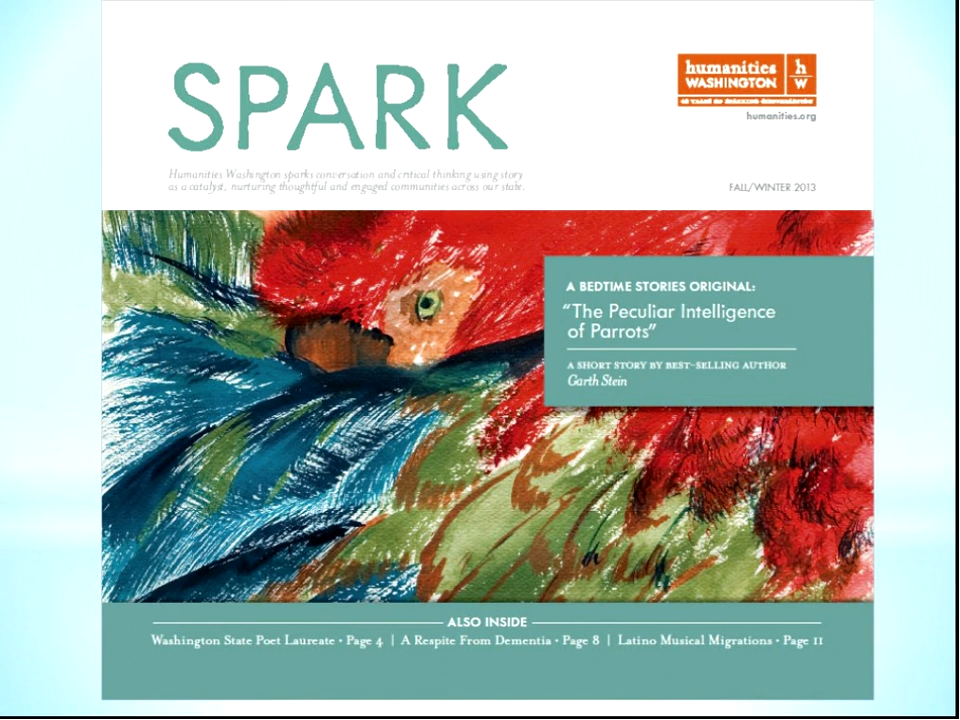 SPARK
humanities
WASHINGTON
h
W
humanities.org
Humanities Washington sparks conversation and critical thinking using story
as a catalyst, nurturing thoughtful and engaged communities across our state.
FALL/WINTER 2013
A BEDTIME STORIES ORIGINAL:
“The Peculiar Intelligence
of Parrots”
A SHORT STORY BY BEST-SELLING AUTHOR
Garth Stein
ALSO INSIDE
Washington State Poet Laureate • Page 4 | A Respite From Dementia • Page 8 | Latino Musical Migrations • Page 11